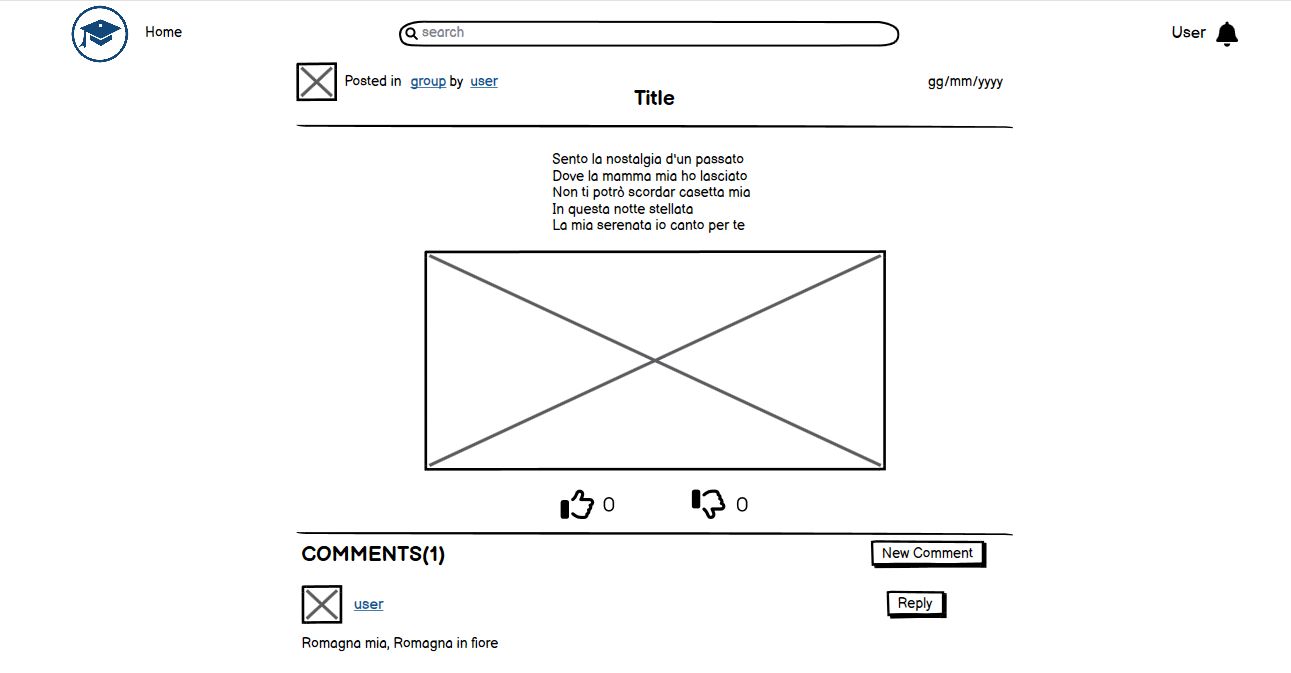 Home
search
User
Posted in group by user
gg/mm/yyyy
Title
Sento la nostalgia d'un passato
Dove la mamma mia ho lasciato
Non ti potrò scordar casetta mia
In questa notte stellata
La mia serenata io canto per te
0
0
COMMENTS(1)
New Comment
user
Reply
Romagna mia, Romagna in fiore